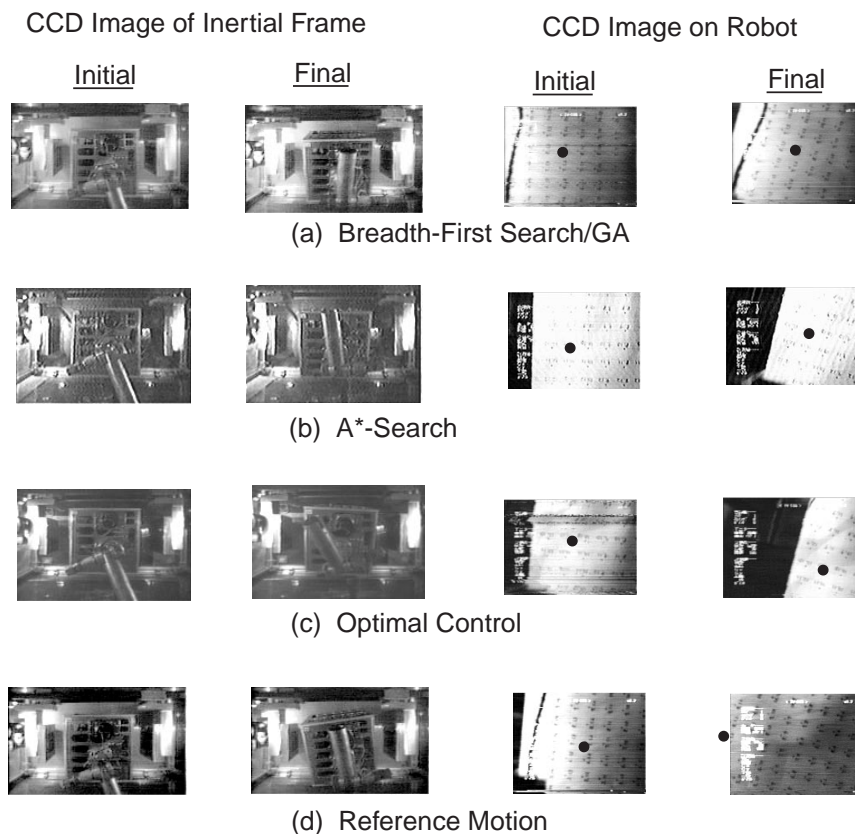 CCD Image of Inertial Frame
CCD Image on Robot
Initial
Final
Initial
Final
(a) Breadth-First Search/GA
(b) A*-Search
(c) Optimal Control
(d) Reference Motion